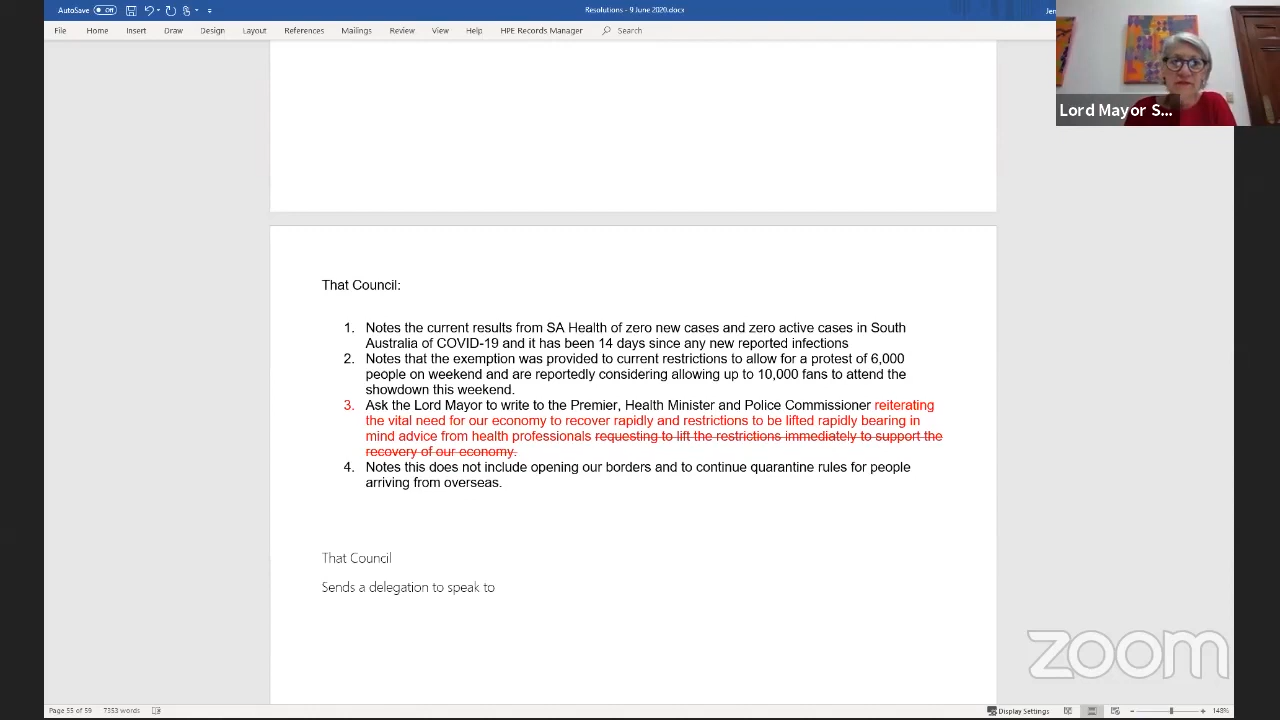 AutoSave Off Resolutions - 9 June 2020.docx
File Home Insert Draw Design Layout References Mailings Review View Help HPE Records Manager Search
Lord Mayor S...
That Council:
1. Notes the current results from SA Health of zero new cases and zero active cases in South
Australia of COVID-19 and it has been 14 days since any new reported infections
2. Notes that the exemption was provided to current restrictions to allow for a protest of 6,000
people on weekend and are reportedly considering allowing up to 10,000 fans to attend the
showdown this weekend.
3. Ask the Lord Mayor to write to the Premier, Health Minister and Police Commissioner reiterating
the vital need for our economy to recover rapidly and restrictions to be lifted rapidly bearing in
mind advice from health professionals requesting to lift the restrictions immediately to support the
recovery of our economy.
4. Notes this does not include opening our borders and to continue quarantine rules for people
arriving from overseas.
That Council
Sends a delegation to speak to
zoom
Page 55 of 59 7353 words Display Settings 148%